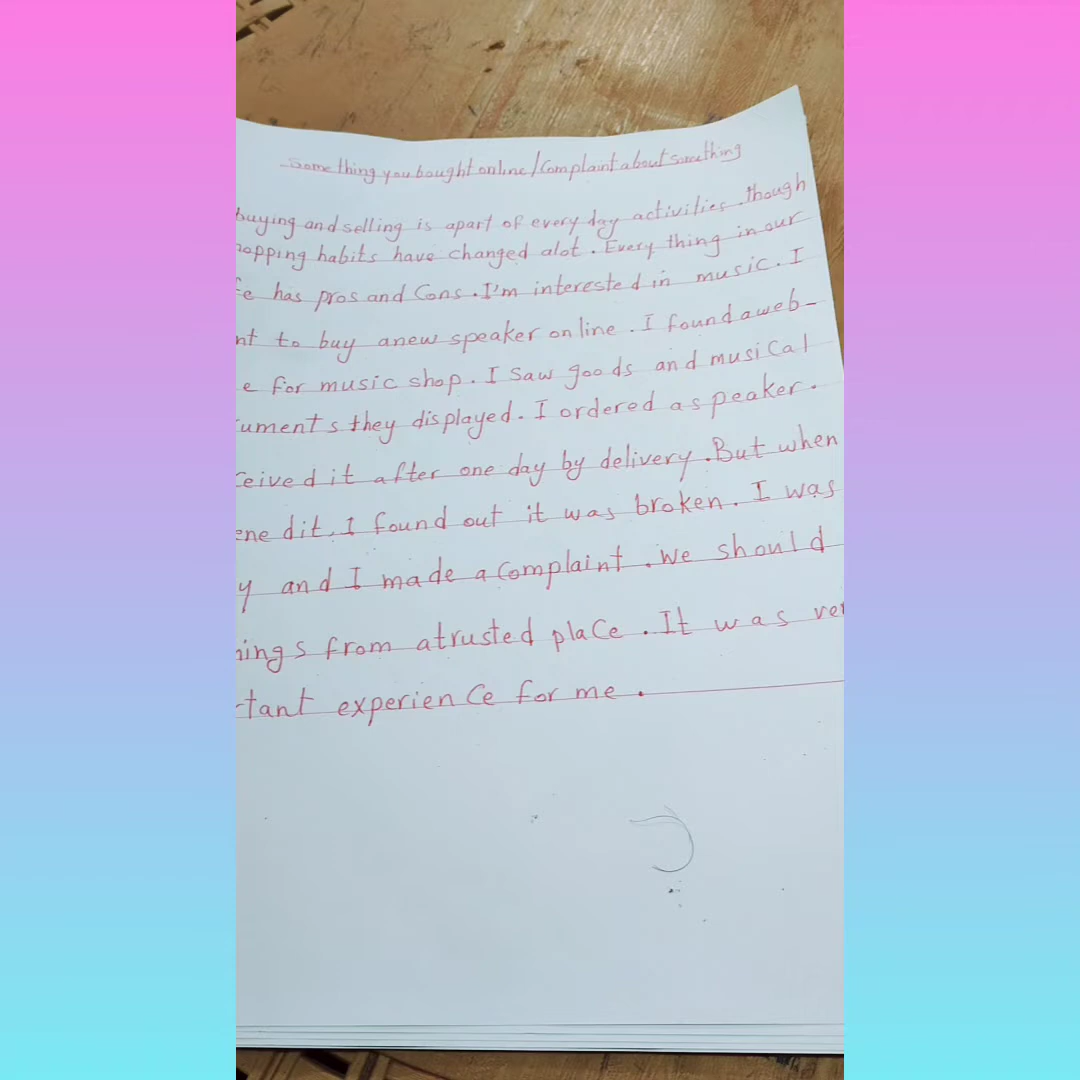 Something you bought online/Complaint about something
buying and selling is apart of every day activities. though
opping habits have changed alot. Every thing in our
fe has pros and Cons. I'm interested in music. I
nt to buy anew speaker online. I found aweb-
e for music shop. I saw goods and musical
ruments they displayed. I ordered aspeaker.
ceived it after one day by delivery. But when
ened it, I found out it was broken. I was
y and I made a complaint. we should
hings from atrusted place. It was ver
rtant experience for me.